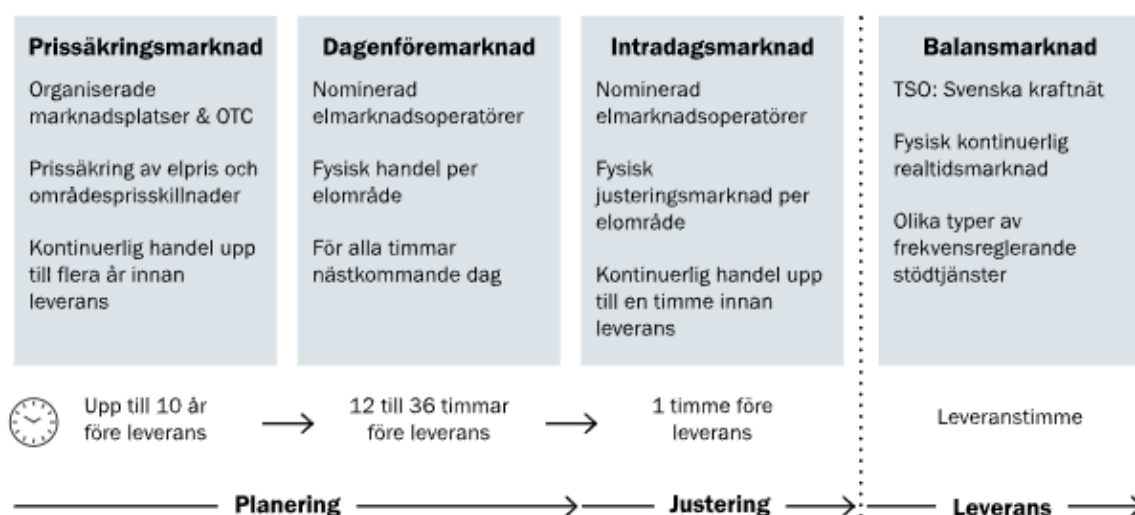 Prissäkringsmarknad
Organiserade
marknadsplatser & OTC
Prissäkring av elpris och
områdesprisskillnader
Kontinuerlig handel upp
till flera år innan
leverans
Dagenföremarknad
Nominerad
elmarknadsoperatörer
Fysisk handel per
elområde
För alla timmar
nästkommande dag
Intradagsmarknad
Nominerad
elmarknadsoperatörer
Fysisk
justeringsmarknad per
elområde
Kontinuerlig handel upp
till en timme innan
leverans
Balansmarknad
TSO: Svenska kraftnät
Fysisk kontinuerlig
realtidsmarknad
Olika typer av
frekvensreglerande
stödtjänster
Upp till 10 år
före leverans
12 till 36 timmar
före leverans
1 timme före
leverans
Leveranstimme
Planering
Justering
Leverans